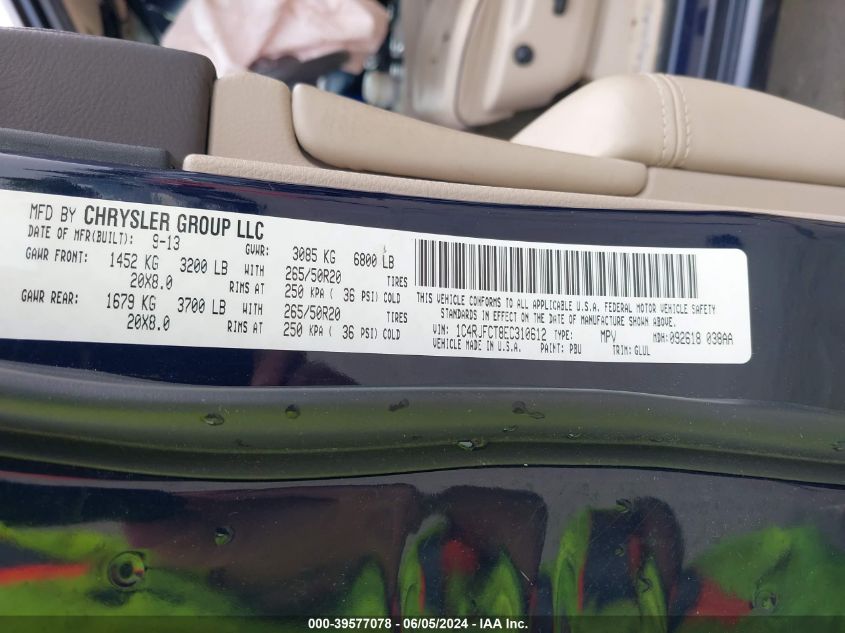 MFD BY CHRYSLER GROUP LLC
DATE OF MFR(BUILT): 9-13 GVWR: 3085 KG 6800 LB
GAWR FRONT: 1452 KG 3200 LB WITH 265/50R20 TIRES
20X8.0 RIMS AT 250 KPA ( 36 PSI) COLD
GAWR REAR: 1679 KG 3700 LB WITH 265/50R20 TIRES
20X8.0 RIMS AT 250 KPA ( 36 PSI) COLD
THIS VEHICLE CONFORMS TO ALL APPLICABLE U.S.A. FEDERAL MOTOR VEHICLE SAFETY
STANDARDS IN EFFECT ON THE DATE OF MANUFACTURE SHOWN ABOVE.
VIN: 1C4RJFCT8EC310612 TYPE: MPV MDH: 092618 038AA
VEHICLE MADE IN U.S.A. PAINT: PBU TRIM: GLUL
000-39577078 - 06/05/2024 - IAA Inc.